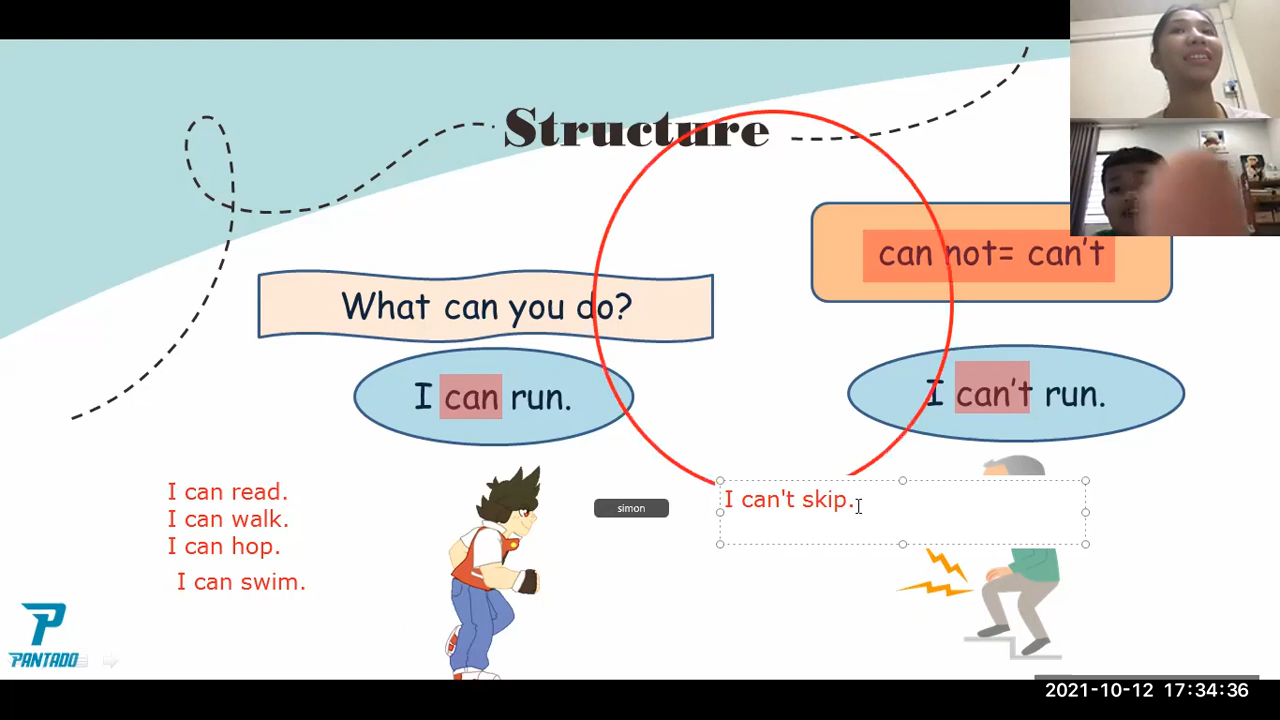 Structure
can not= can't
What can you do?
I can run.
I can't run.
I can read.
I can walk.
I can hop.
I can swim.
simon
I can't skip.
PANTADO
2021-10-12 17:34:36